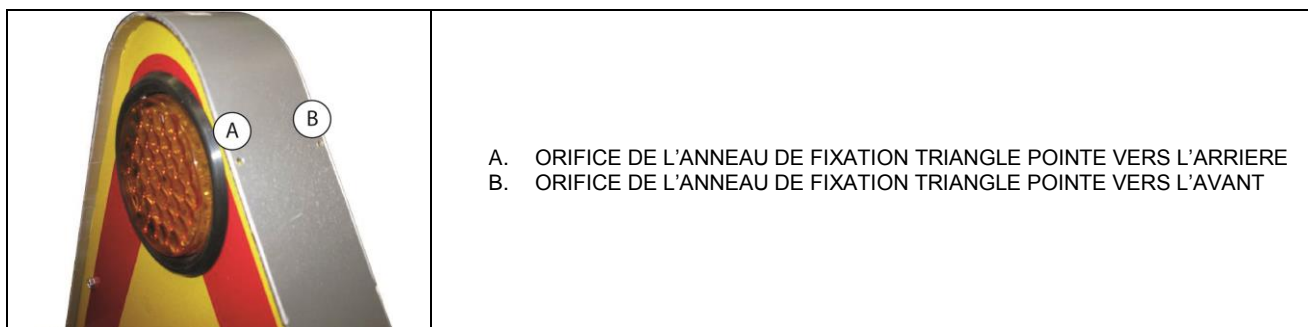 A
B
A. ORIFICE DE L'ANNEAU DE FIXATION TRIANGLE POINTE VERS L'ARRIERE
B. ORIFICE DE L'ANNEAU DE FIXATION TRIANGLE POINTE VERS L'AVANT